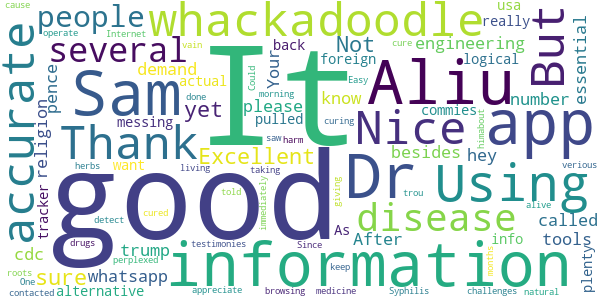 people whackadoodle usa But
cause operate Internet
several vain want back Not really
Your foreign cure engineering essential
accurate Sam demand actual Could Easy logical
yet done morning please know number
pence messing It Aliu app
religion Thank pulled Nice besides commies
saw harm curing hey himabout
Excellent living taking
tracker herbs good Dr Using verious
told immediately giving disease trou alive
As called
cdc trump cured After info tools
detect drugs testimonies Since months plenty
sure whatsapp information
roots perplexed One keep browsing medicine Syphilis challenges natural
contacted alternative appreciate